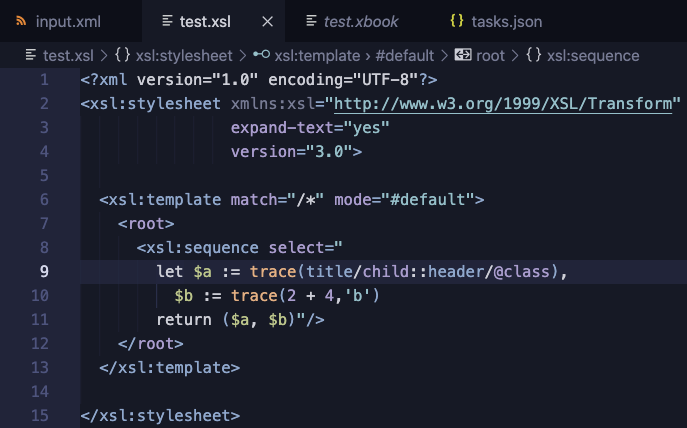 input.xml test.xsl test.xbook {} tasks.json
test.xsl > {} xsl:stylesheet > xsl:template › #default > root > {} xsl:sequence
1 <?xml version="1.0" encoding="UTF-8"?>
2 <xsl:stylesheet xmlns:xsl="http://www.w3.org/1999/XSL/Transform"
3 expand-text="yes"
4 version="3.0">
5
6 <xsl:template match="/*" mode="#default">
7 <root>
8 <xsl:sequence select="
9 let $a := trace(title/child::header/@class),
10 $b := trace(2 + 4,'b')
11 return ($a, $b)"/>
12 </root>
13 </xsl:template>
14
15 </xsl:stylesheet>